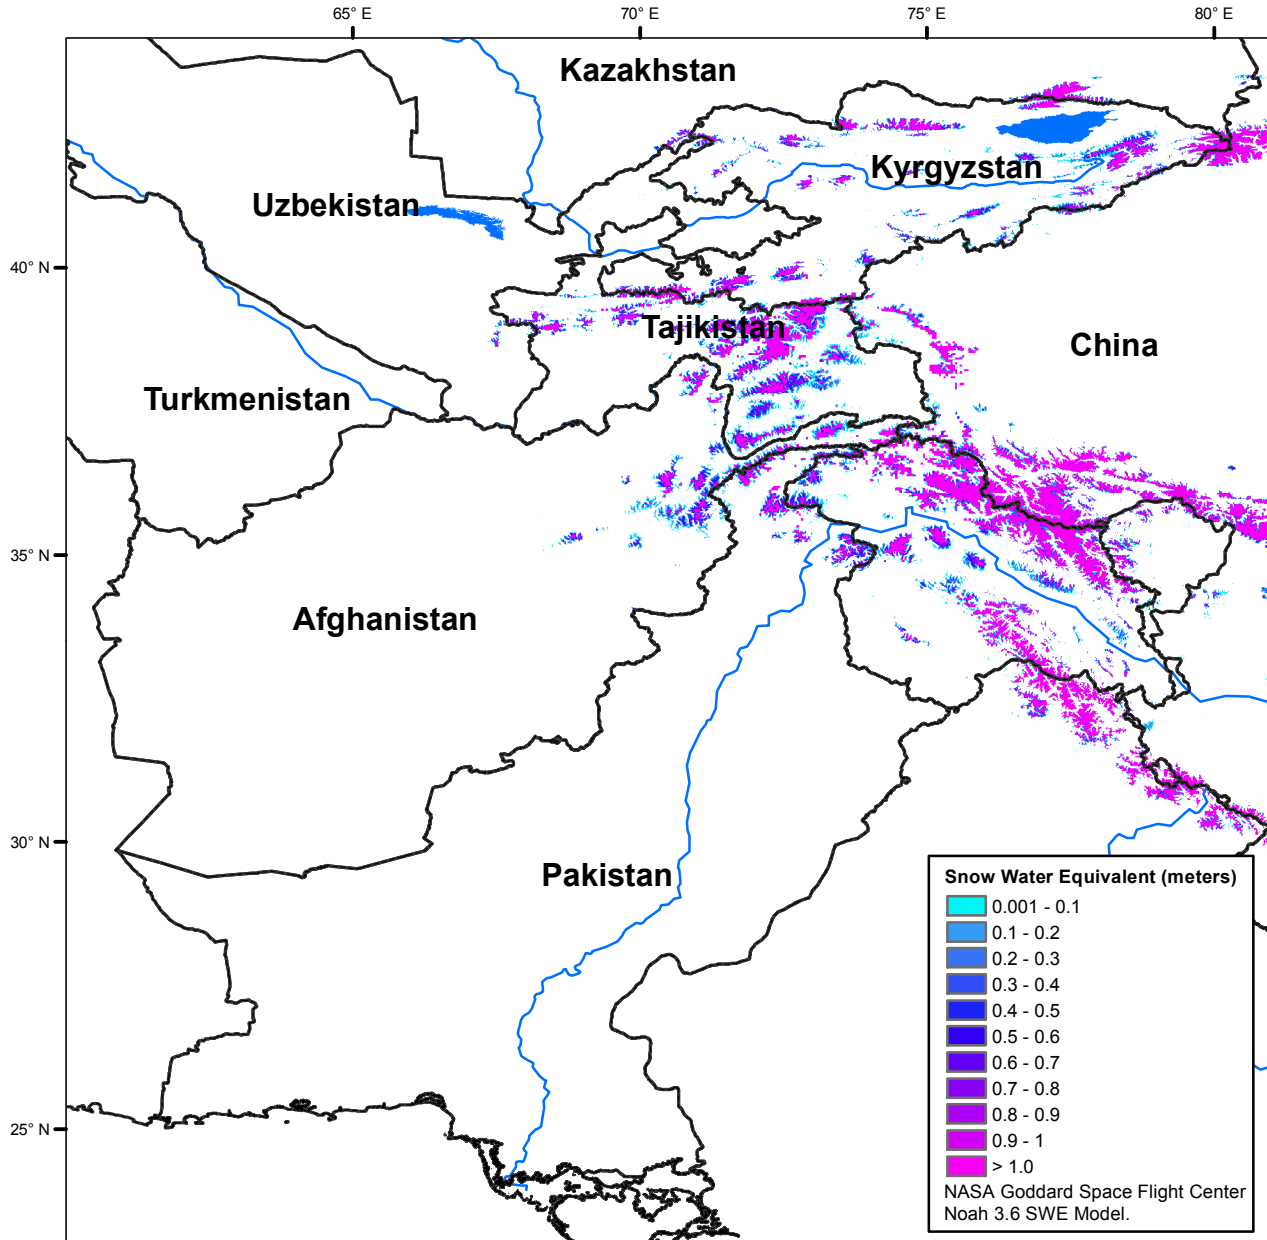 65° E
70° E
75° E
80° E
Kazakhstan
Kyrgyzstan
Uzbekistan
40° N
Tajikistan
China
Turkmenistan
35° N
Afghanistan
30° N
Pakistan
25° N
Snow Water Equivalent (meters)
0.001 - 0.1
0.1 - 0.2
0.2 - 0.3
0.3 - 0.4
0.4 - 0.5
0.5 - 0.6
0.6 - 0.7
0.7 - 0.8
0.8 - 0.9
0.9 - 1
> 1.0
NASA Goddard Space Flight Center
Noah 3.6 SWE Model.